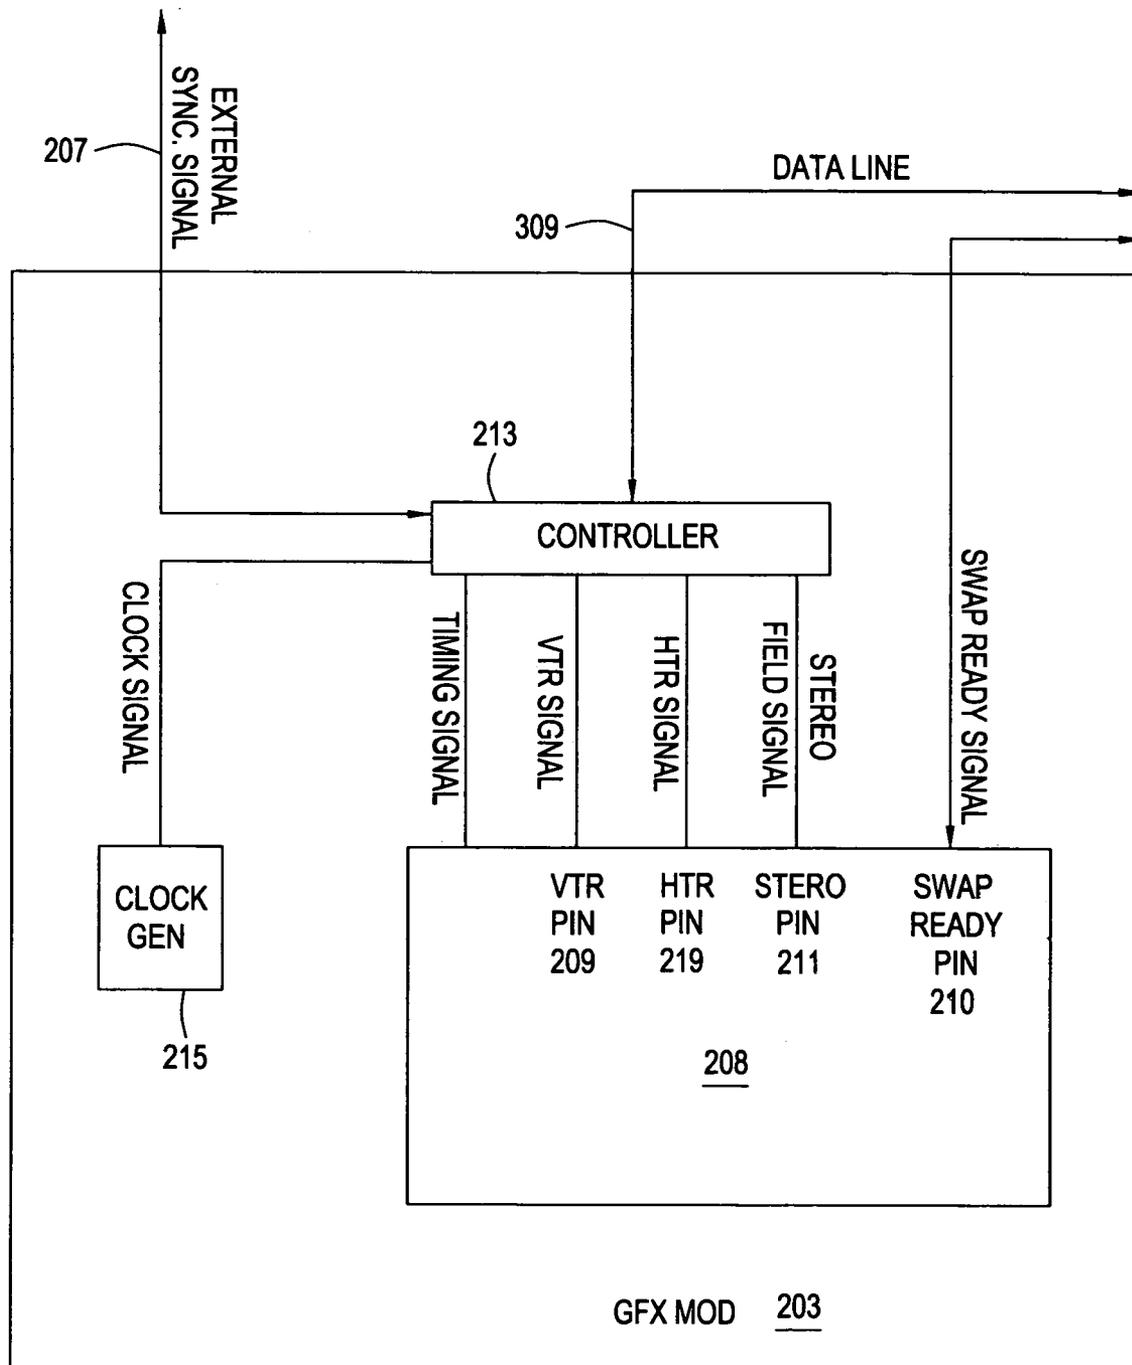 EXTERNAL
SYNC. SIGNAL
207
DATA LINE
309
213
CONTROLLER
CLOCK SIGNAL
TIMING SIGNAL
VTR SIGNAL
HTR SIGNAL
STEREO
FIELD SIGNAL
SWAP READY SIGNAL
CLOCK
GEN
215
VTR
PIN
209
HTR
PIN
219
STERO
PIN
211
SWAP
READY
PIN
210
208
GFX MOD 203